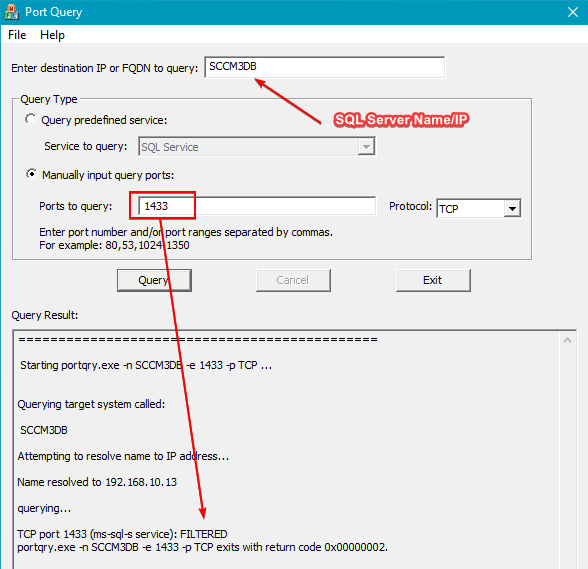 Port Query
File Help
Enter destination IP or FQDN to query: SCCM3DB
SQL Server Name/IP
Query Type
Query predefined service:
Service to query: SQL Service
Manually input query ports:
Ports to query: 1433 Protocol: TCP
Enter port number and/or port ranges separated by commas.
For example: 80,53,1024-1350
Query Cancel Exit
Query Result:
=============================================
Starting portqry.exe -n SCCM3DB -e 1433 -p TCP ...
Querying target system called:
SCCM3DB
Attempting to resolve name to IP address...
Name resolved to 192.168.10.13
querying...
TCP port 1433 (ms-sql-s service): FILTERED
portqry.exe -n SCCM3DB -e 1433 -p TCP exits with return code 0x00000002.